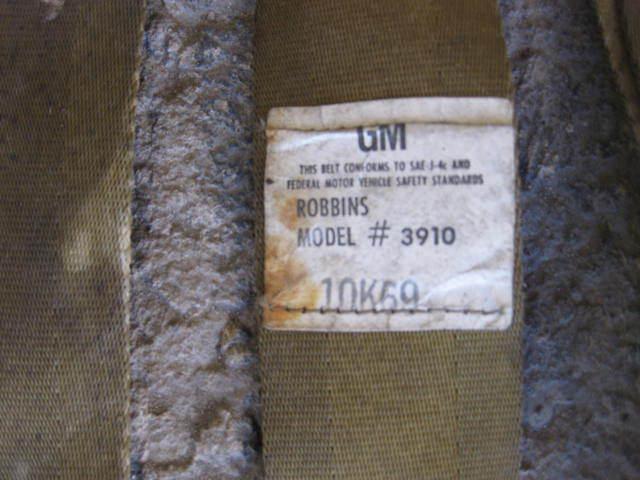 GM
THIS BELT CONFORMS TO SAE-J-4c AND
FEDERAL MOTOR VEHICLE SAFETY STANDARDS
ROBBINS
MODEL # 3910
10K69